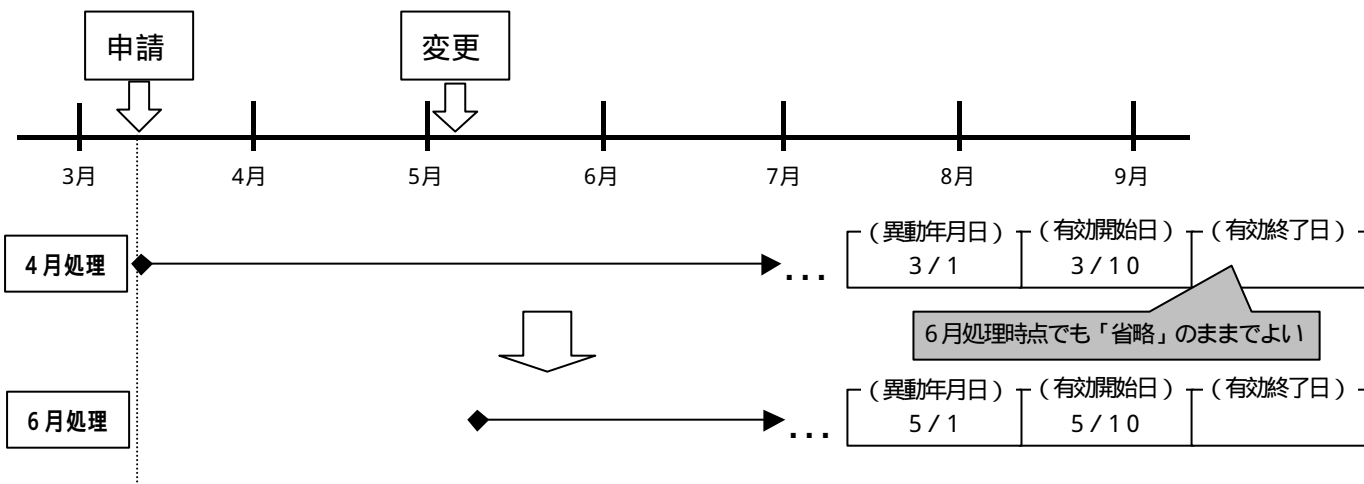 申請
変更
3月 4月 5月 6月 7月 8月 9月
4月処理
...
(異動年月日) (有効開始日) (有効終了日)
3/1 3/10
6月処理時点でも「省略」のままでよい
6月処理
...
(異動年月日) (有効開始日) (有効終了日)
5/1 5/10